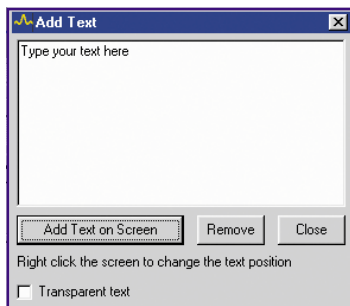 Add Text
Type your text here
Add Text on Screen Remove Close
Right click the screen to change the text position
Transparent text